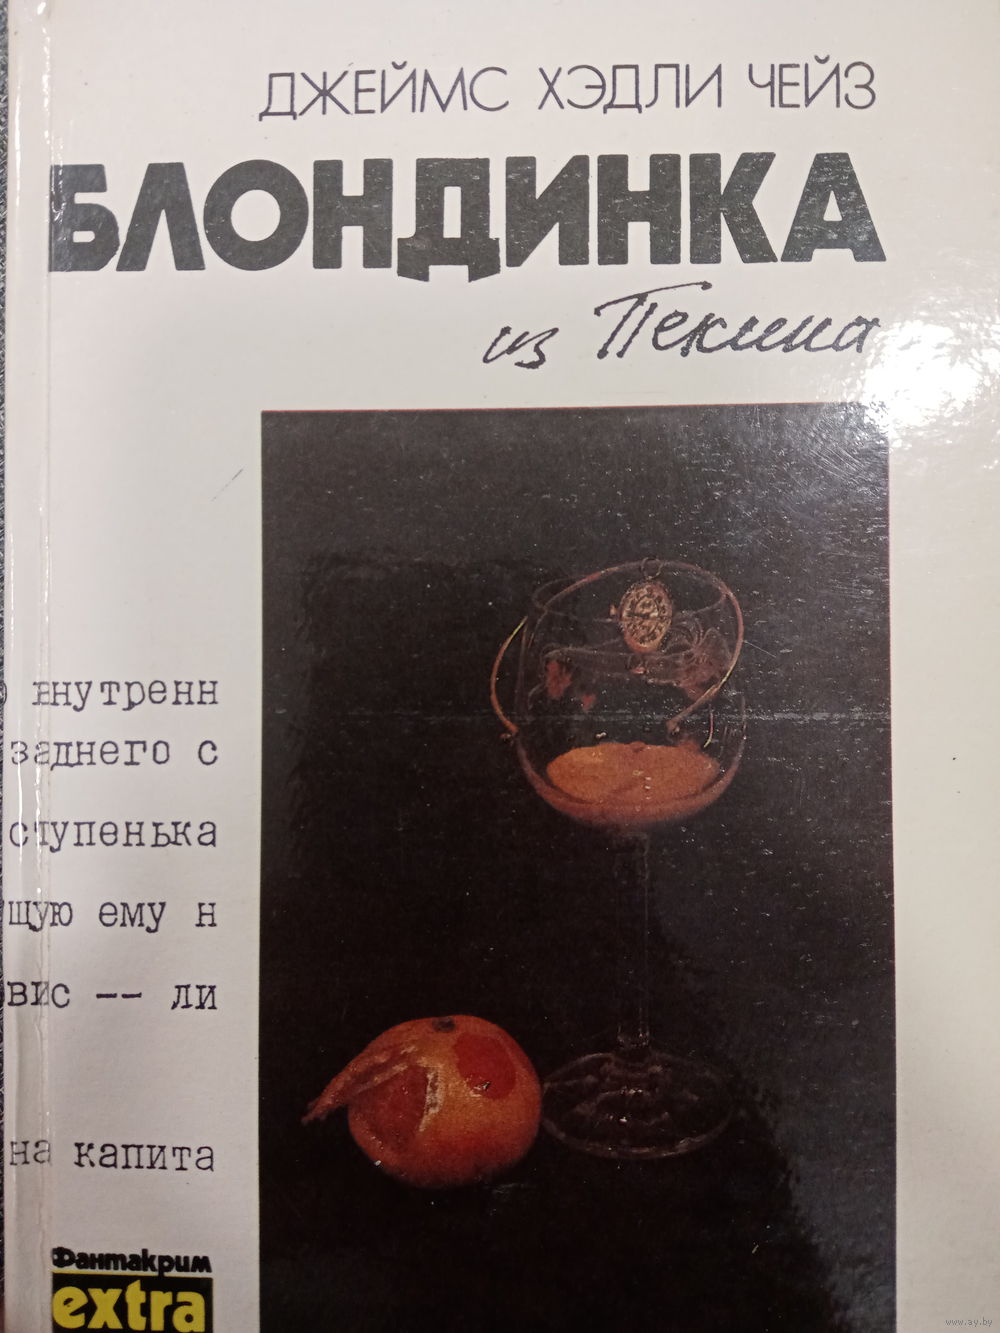 ДЖЕЙМС ХЭДЛИ ЧЕЙЗ
БЛОНДИНКА
из Пекина
внутренн
заднего с
ступенька
щую ему н
вис -- ли
на капита
Фантакрим
extra
www.ay.by